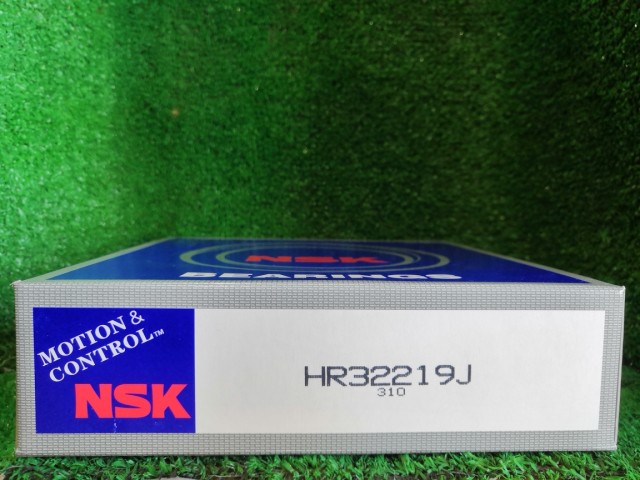 NSK
BEARINGS
MOTION &
CONTROL™
NSK
HR32219J
310